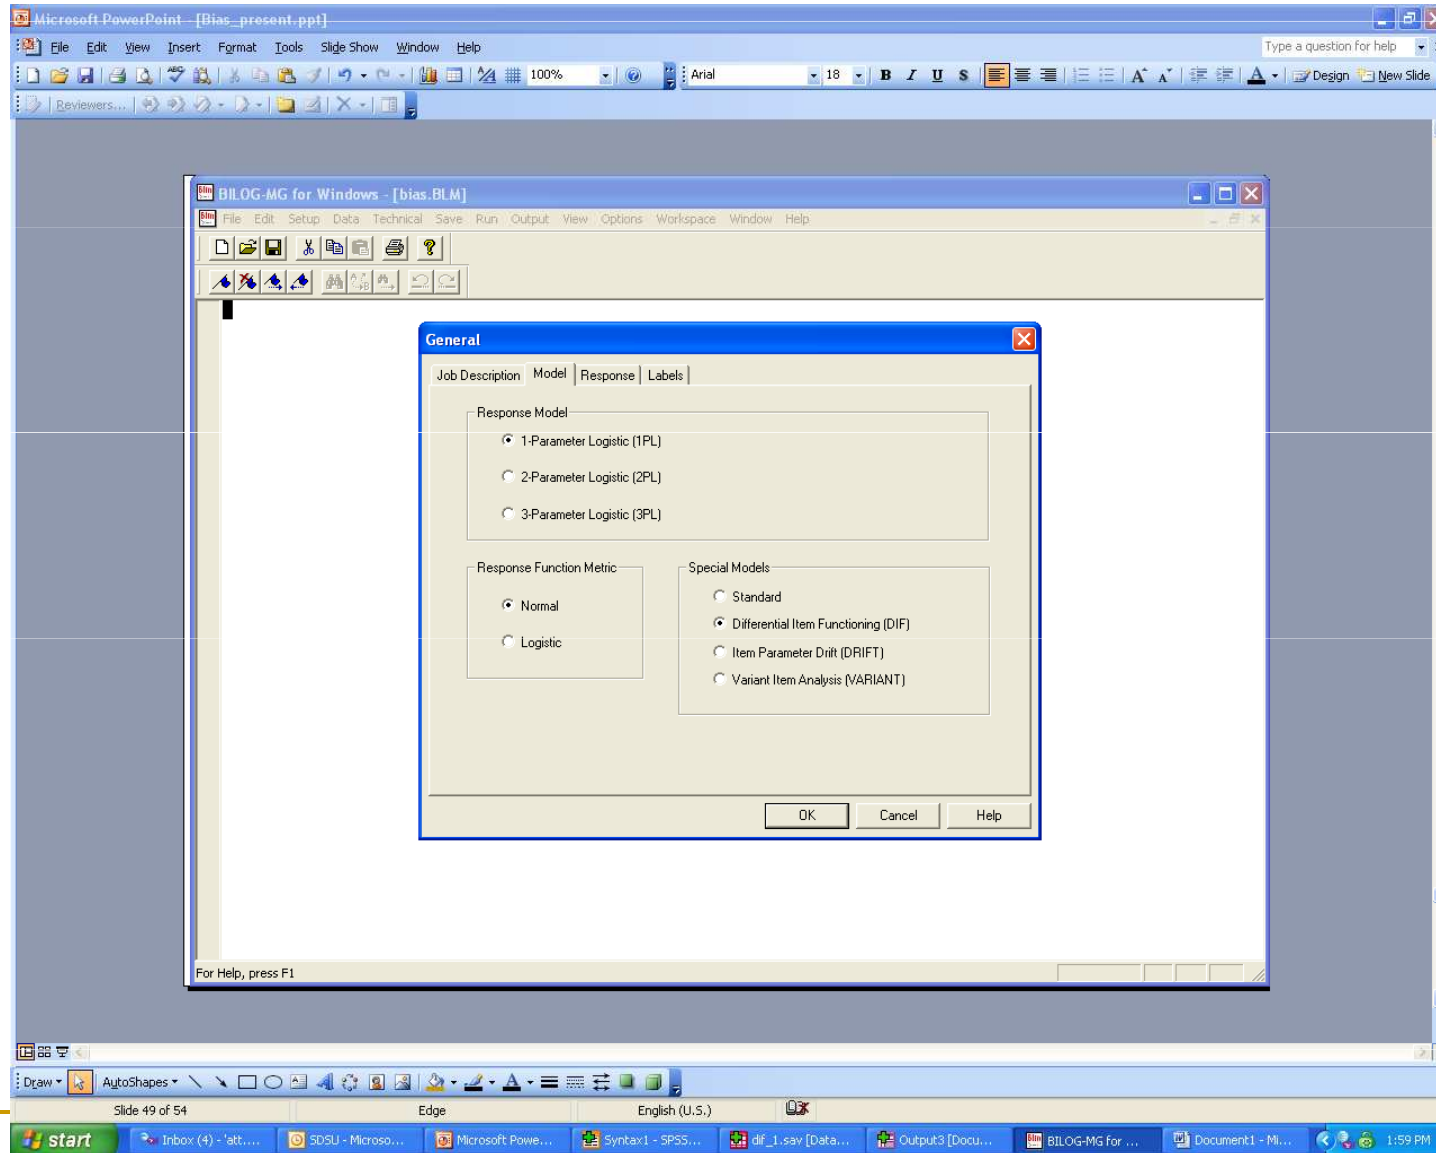 Microsoft PowerPoint - [Bias_present.ppt]
File Edit View Insert Format Tools Slide Show Window Help Type a question for help
100% Arial 18 B I U S Design New Slide
Reviewers...
BILOG-MG for Windows - [bias.BLM]
File Edit Setup Data Technical Save Run Output View Options Workspace Window Help
General
Job Description Model Response Labels
Response Model
1-Parameter Logistic (1PL)
2-Parameter Logistic (2PL)
3-Parameter Logistic (3PL)
Response Function Metric Special Models
Standard
Normal
Differential Item Functioning (DIF)
Logistic
Item Parameter Drift (DRIFT)
Variant Item Analysis (VARIANT)
OK Cancel Help
For Help, press F1
Draw AutoShapes
Slide 49 of 54 Edge English (U.S.)
start Inbox (4) - 'att.... SDSU - Microso... Microsoft Powe... Syntax1 - SPSS... dif_1.sav [Data... Output3 [Docu... BILOG-MG for ... Document1 - Mi... 1:59 PM